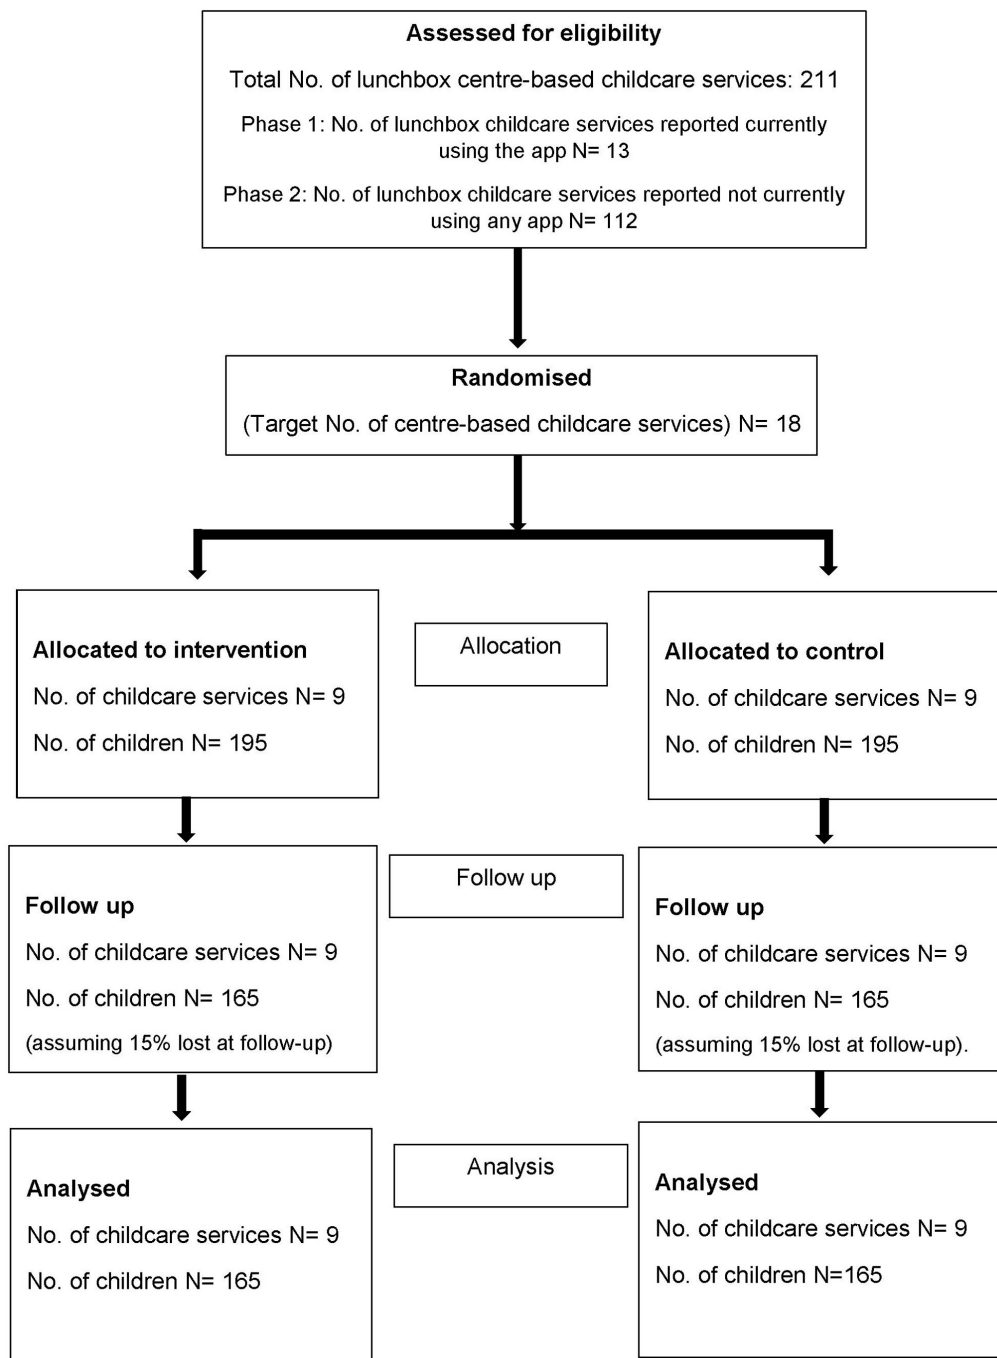 Assessed for eligibility
Total No. of lunchbox centre-based childcare services: 211
Phase 1: No. of lunchbox childcare services reported currently
using the app N= 13
Phase 2: No. of lunchbox childcare services reported not currently
using any app N= 112
Randomised
(Target No. of centre-based childcare services) N= 18
Allocation
Allocated to intervention
No. of childcare services N= 9
No. of children N= 195
Allocated to control
No. of childcare services N= 9
No. of children N= 195
Follow up
Follow up
No. of childcare services N= 9
No. of children N= 165
(assuming 15% lost at follow-up)
Follow up
No. of childcare services N= 9
No. of children N= 165
(assuming 15% lost at follow-up).
Analysis
Analysed
No. of childcare services N= 9
No. of children N= 165
Analysed
No. of childcare services N= 9
No. of children N=165